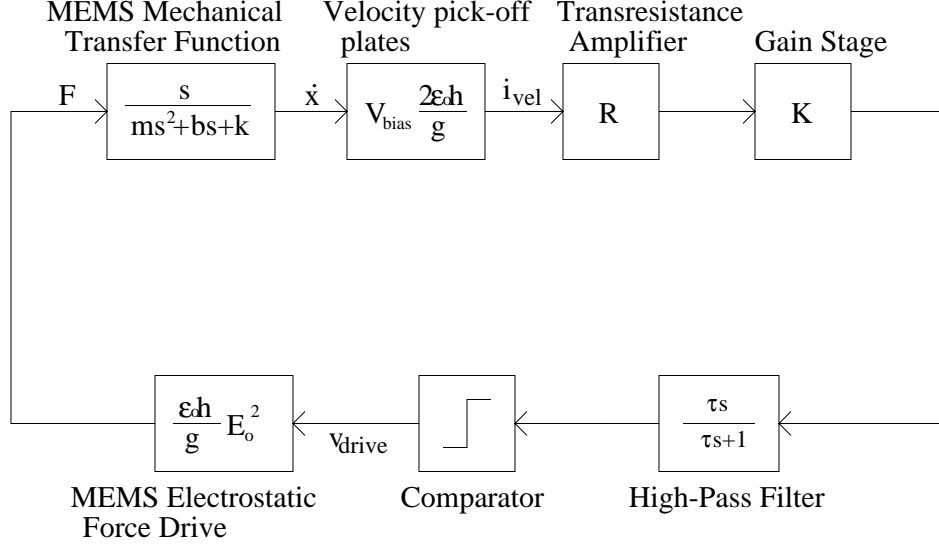 MEMS Mechanical
Transfer Function
Velocity pick-off
plates
Transresistance
Amplifier
Gain Stage
F
s
ms²+bs+k
ẋ
V_bias 2ε₀h
g
i_vel
R
K
ε₀h
g
E_o²
v_drive
τs
τs+1
MEMS Electrostatic
Force Drive
Comparator
High-Pass Filter